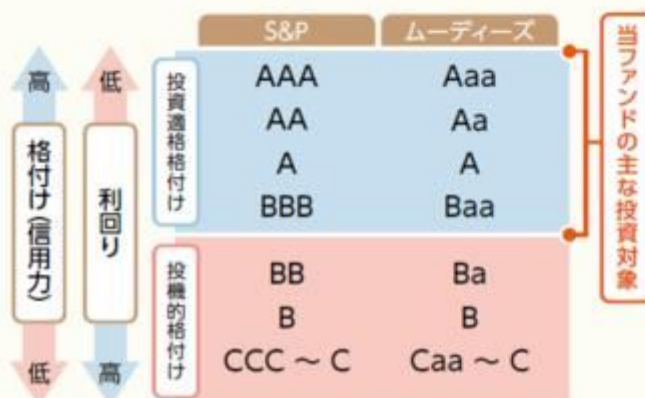 S&P ムーディーズ
高
格付け(信用力)
低
低
利回り
高
投資適格格付け
AAA Aaa
AA Aa
A A
BBB Baa
投機的格付け
BB Ba
B B
CCC ～ C Caa ～ C
当ファンドの主な投資対象